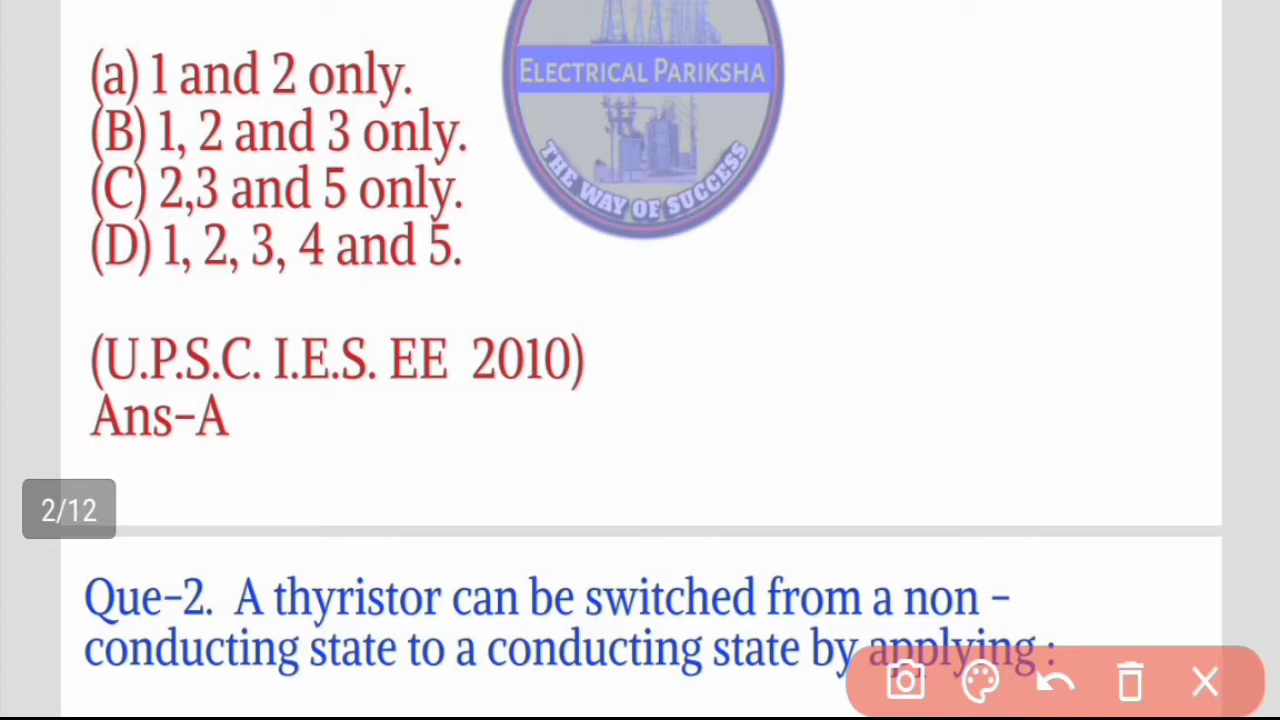 ELECTRICAL PARIKSHA
THE WAY OF SUCCESS
(a) 1 and 2 only.
(B) 1, 2 and 3 only.
(C) 2,3 and 5 only.
(D) 1, 2, 3, 4 and 5.
(U.P.S.C. I.E.S. EE 2010)
Ans-A
2/12
Que-2. A thyristor can be switched from a non -
conducting state to a conducting state by applying :